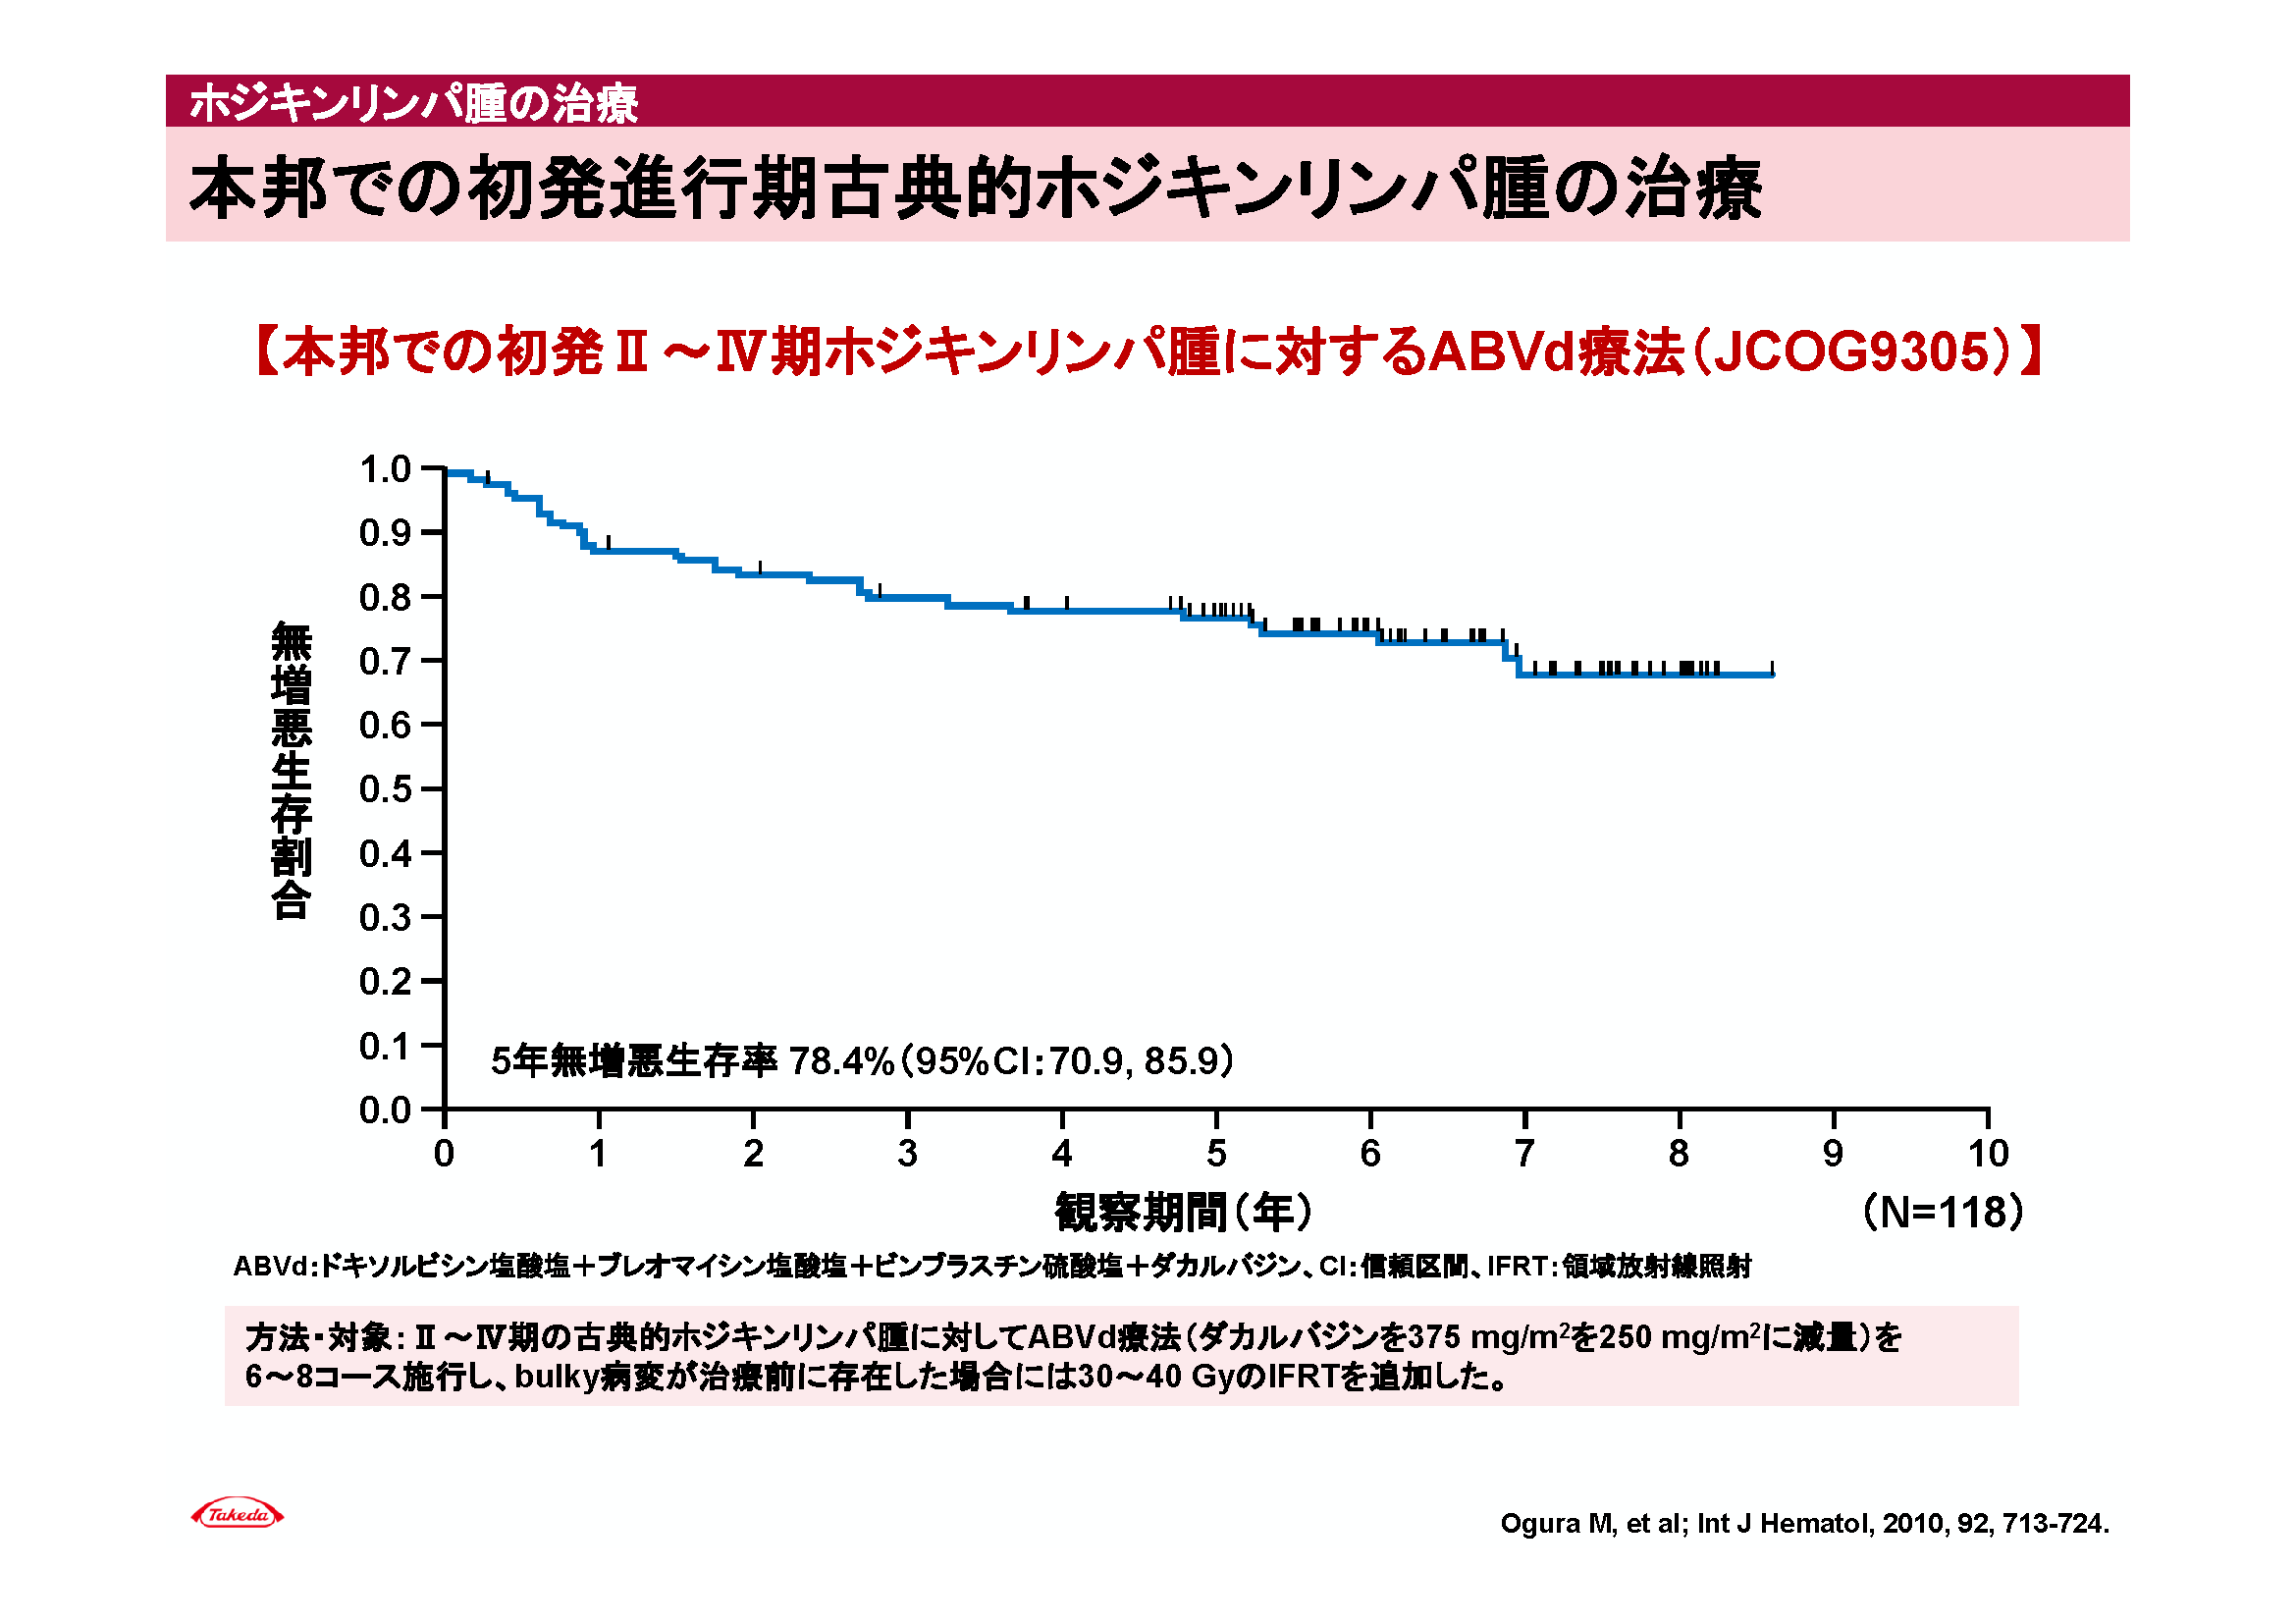 ホジキンリンパ腫の治療
本邦での初発進行期古典的ホジキンリンパ腫の治療
【本邦での初発Ⅱ～Ⅳ期ホジキンリンパ腫に対するABVd療法（JCOG9305）】
1.0
0.9
0.8
0.7
0.6
0.5
0.4
0.3
0.2
0.1
0.0
無増悪生存割合
5年無増悪生存率 78.4%（95%CI：70.9, 85.9）
0 1 2 3 4 5 6 7 8 9 10
観察期間（年）
（N=118）
ABVd：ドキソルビシン塩酸塩＋ブレオマイシン塩酸塩＋ビンブラスチン硫酸塩＋ダカルバジン、CI：信頼区間、IFRT：領域放射線照射
方法・対象：Ⅱ～Ⅳ期の古典的ホジキンリンパ腫に対してABVd療法（ダカルバジンを375 mg/m²を250 mg/m²に減量）を
6～8コース施行し、bulky病変が治療前に存在した場合には30～40 GyのIFRTを追加した。
Takeda
Ogura M, et al; Int J Hematol, 2010, 92, 713-724.